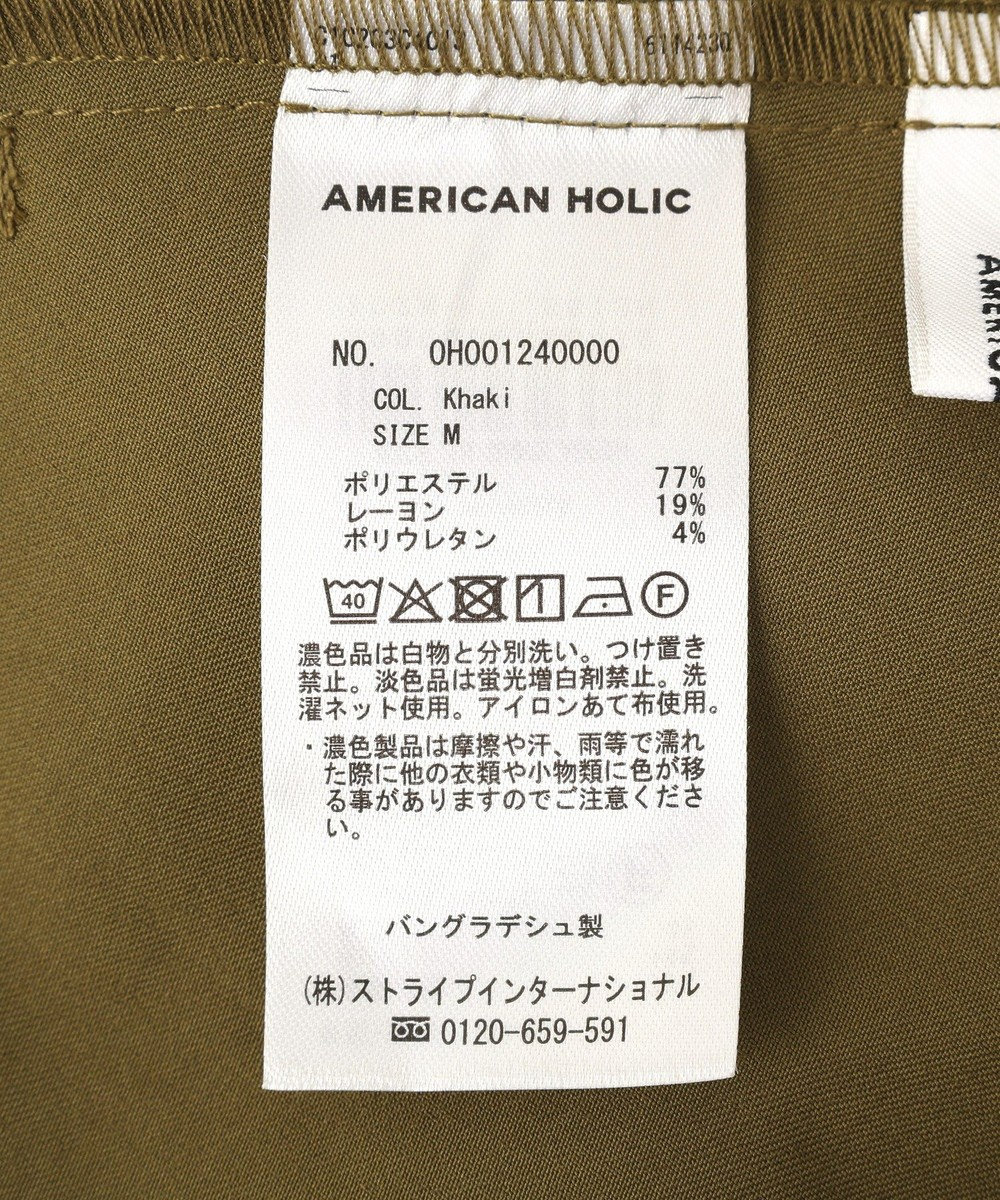 AMERICAN HOLIC
NO. 0H001240000
COL. Khaki
SIZE M
ポリエステル 77%
レーヨン 19%
ポリウレタン 4%
40 F
濃色品は白物と分別洗い。つけ置き
禁止。淡色品は蛍光増白剤禁止。洗
濯ネット使用。アイロンあて布使用。
・濃色製品は摩擦や汗、雨等で濡れ
た際に他の衣類や小物類に色が移
る事がありますのでご注意くださ
い。
バングラデシュ製
(株)ストライプインターナショナル
0120-659-591